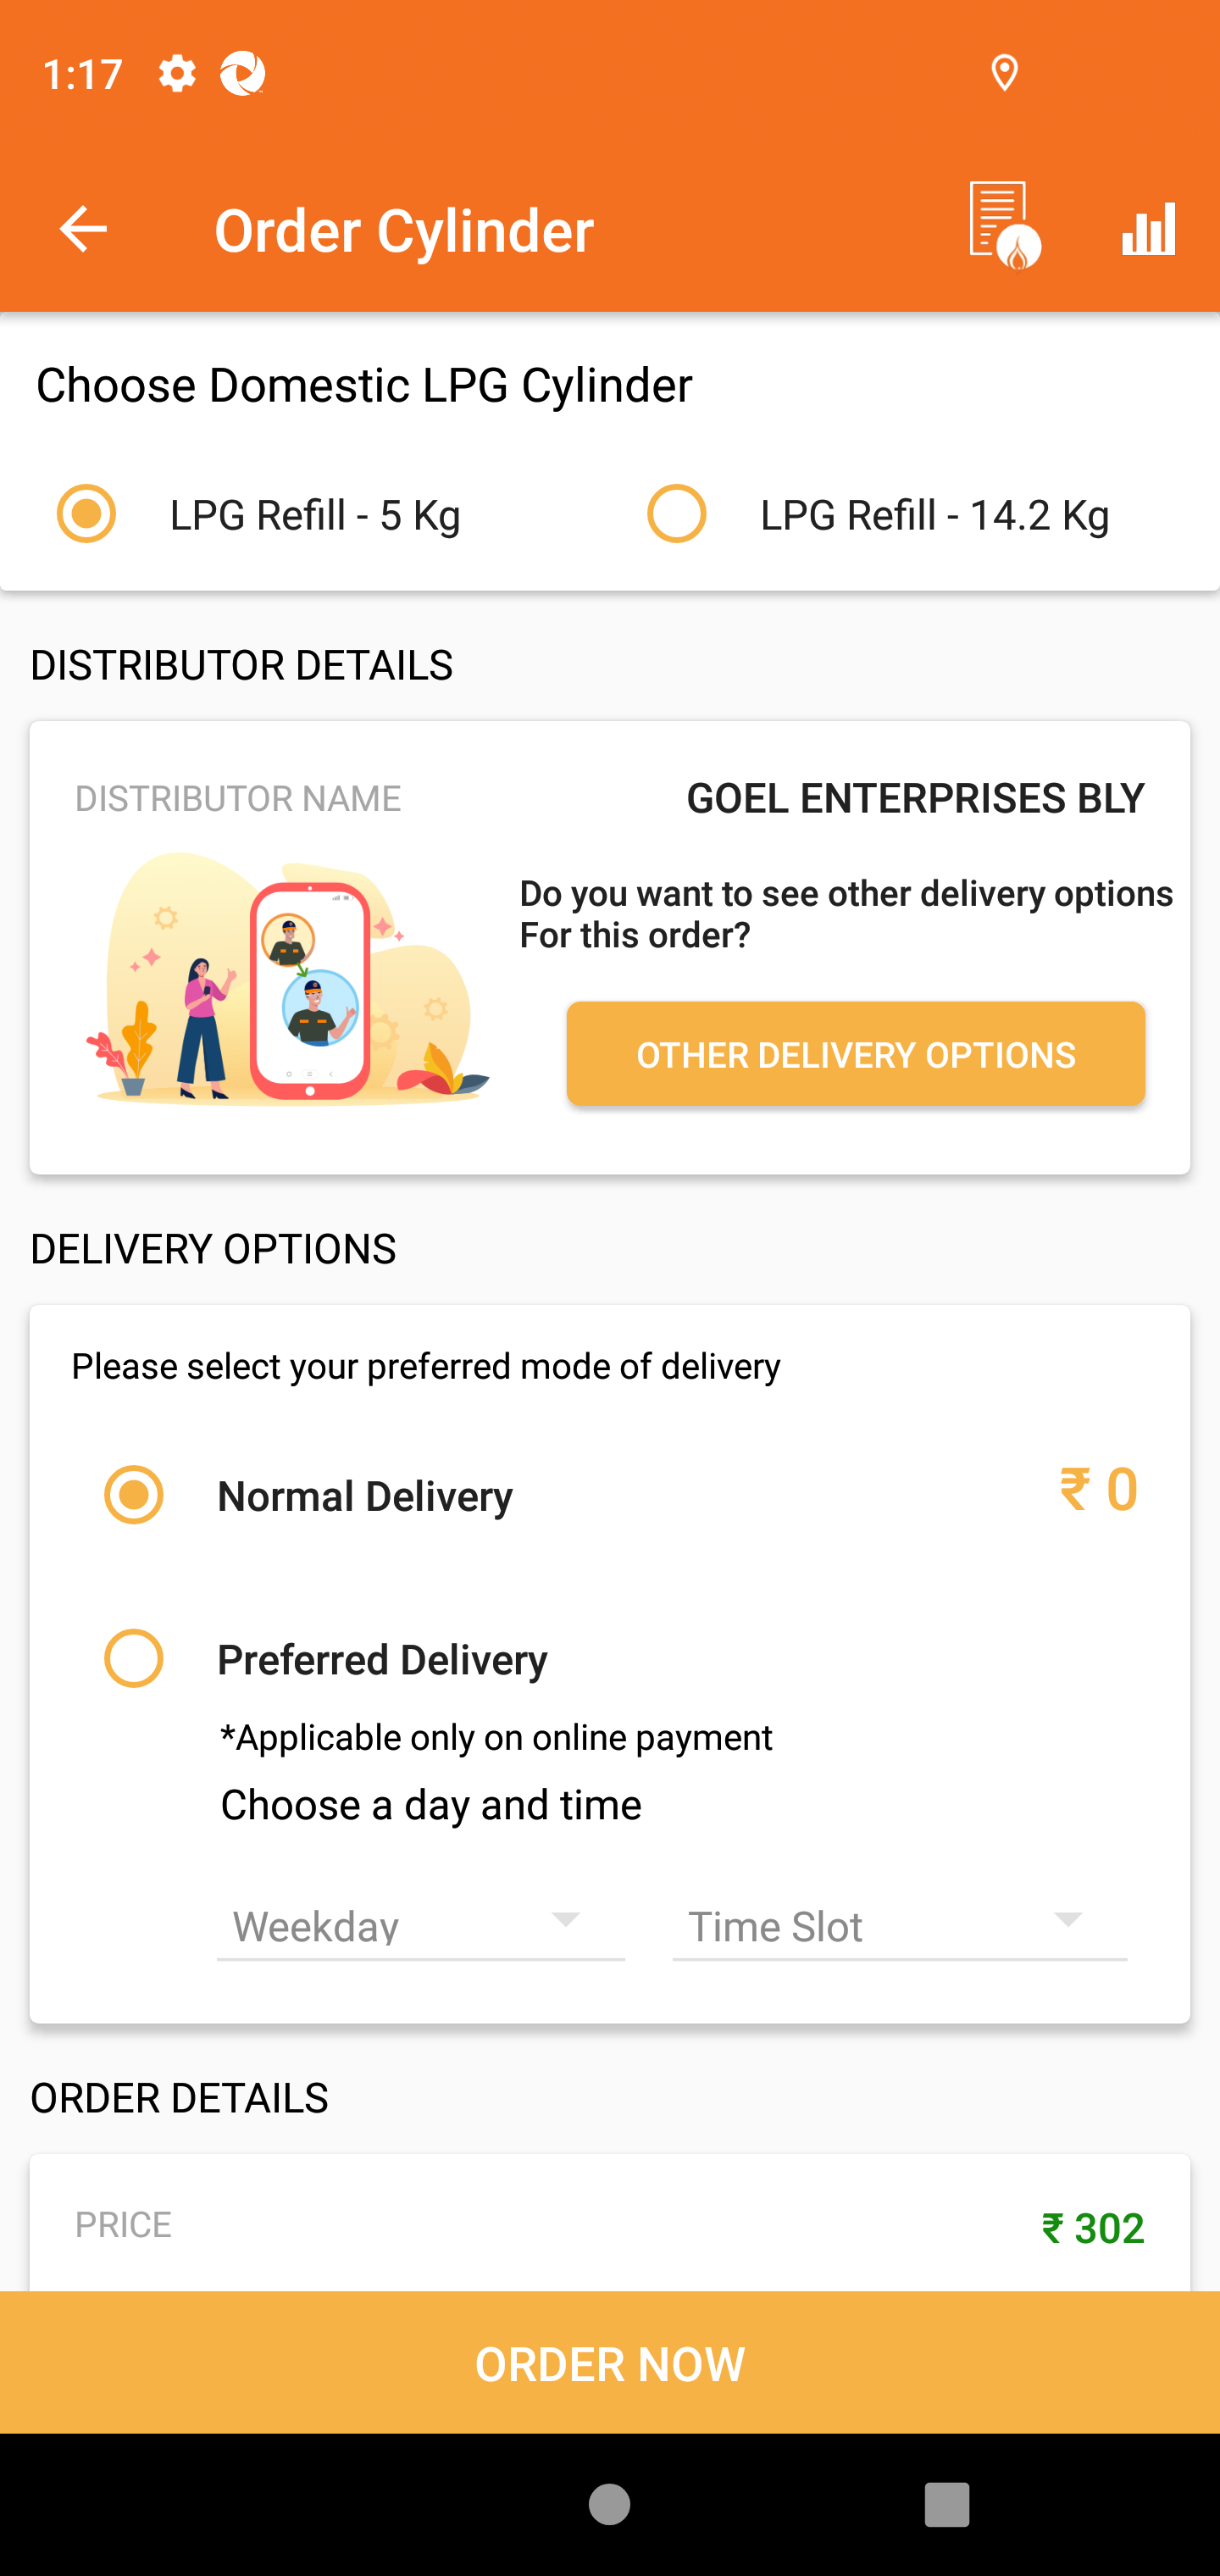 1:17
Order Cylinder
Choose Domestic LPG Cylinder
LPG Refill - 5 Kg
LPG Refill - 14.2 Kg
DISTRIBUTOR DETAILS
DISTRIBUTOR NAME
GOEL ENTERPRISES BLY
Do you want to see other delivery options
For this order?
OTHER DELIVERY OPTIONS
DELIVERY OPTIONS
Please select your preferred mode of delivery
Normal Delivery
₹ 0
Preferred Delivery
*Applicable only on online payment
Choose a day and time
Weekday
Time Slot
ORDER DETAILS
PRICE
₹ 302
ORDER NOW